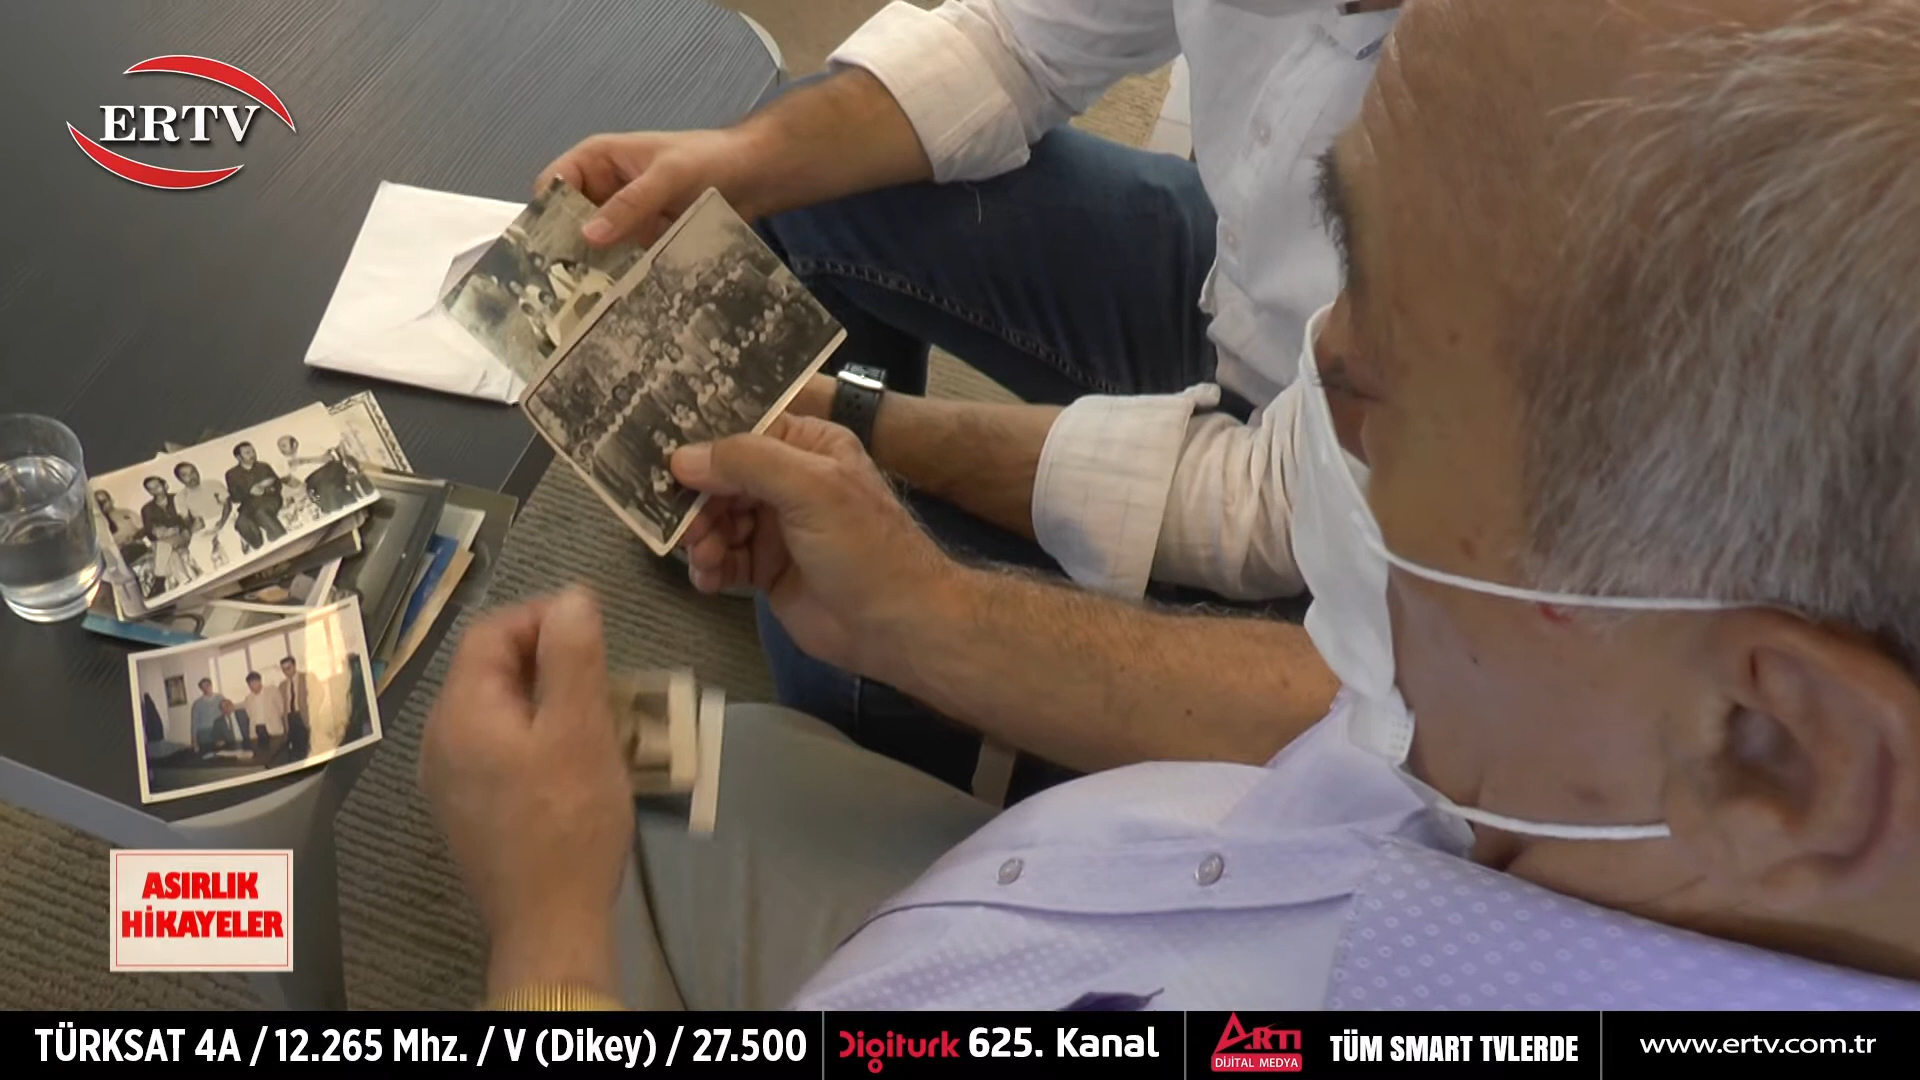 ERTV
ASIRLIK
HİKAYELER
TÜRKSAT 4A / 12.265 Mhz. / V (Dikey) / 27.500
Digiturk 625. Kanal
ARTI
DİJİTAL MEDYA
TÜM SMART TVLERDE
www.ertv.com.tr